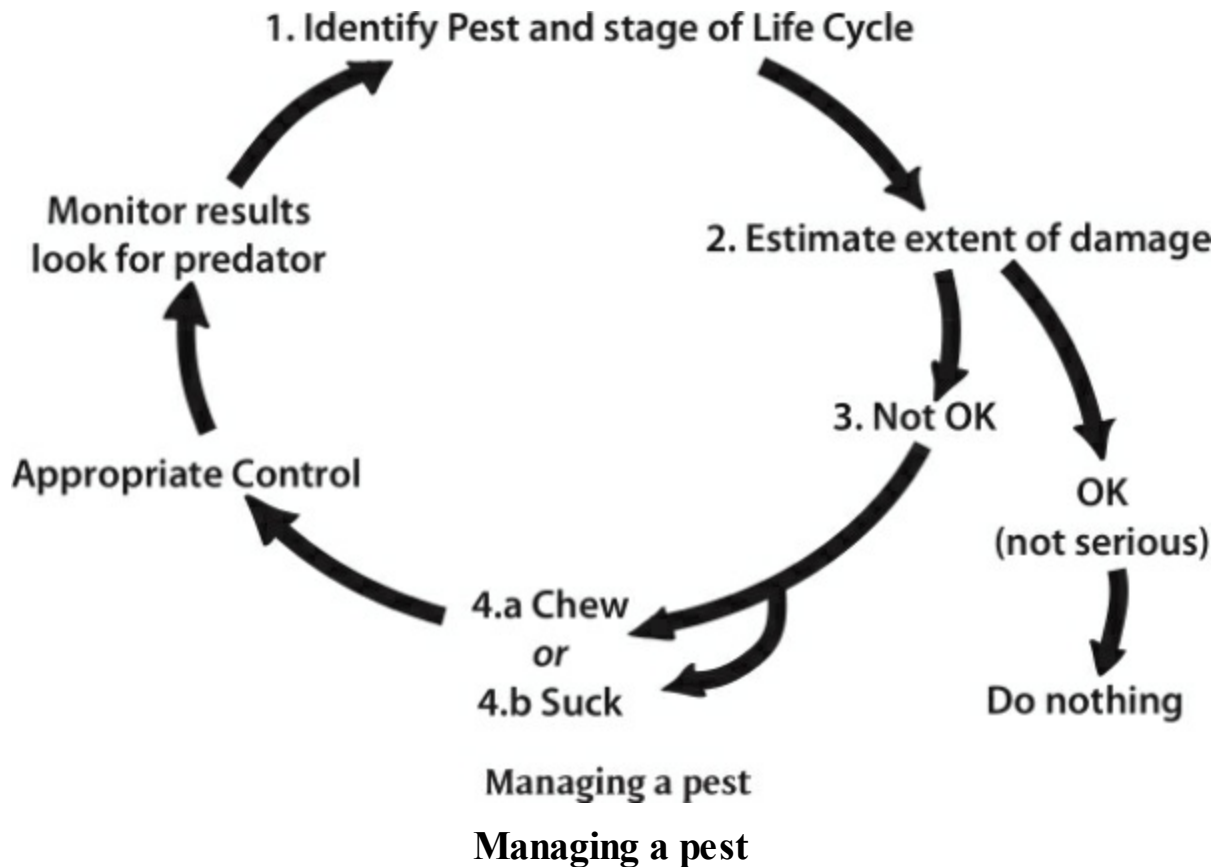 1. Identify Pest and stage of Life Cycle
2. Estimate extent of damage
3. Not OK
OK
(not serious)
Do nothing
4.a Chew
or
4.b Suck
Appropriate Control
Monitor results
look for predator
Managing a pest
Managing a pest